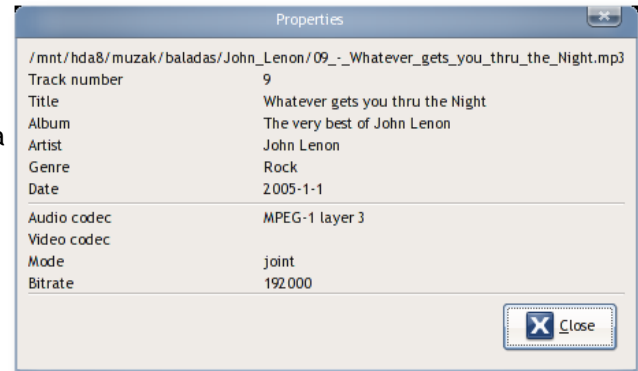 Properties
/mnt/hda8/muzak/baladas/John_Lenon/09_-_Whatever_gets_you_thru_the_Night.mp3
Track number 9
Title Whatever gets you thru the Night
Album The very best of John Lenon
a
Artist John Lenon
Genre Rock
Date 2005-1-1
Audio codec MPEG-1 layer 3
Video codec
Mode joint
Bitrate 192000
Close